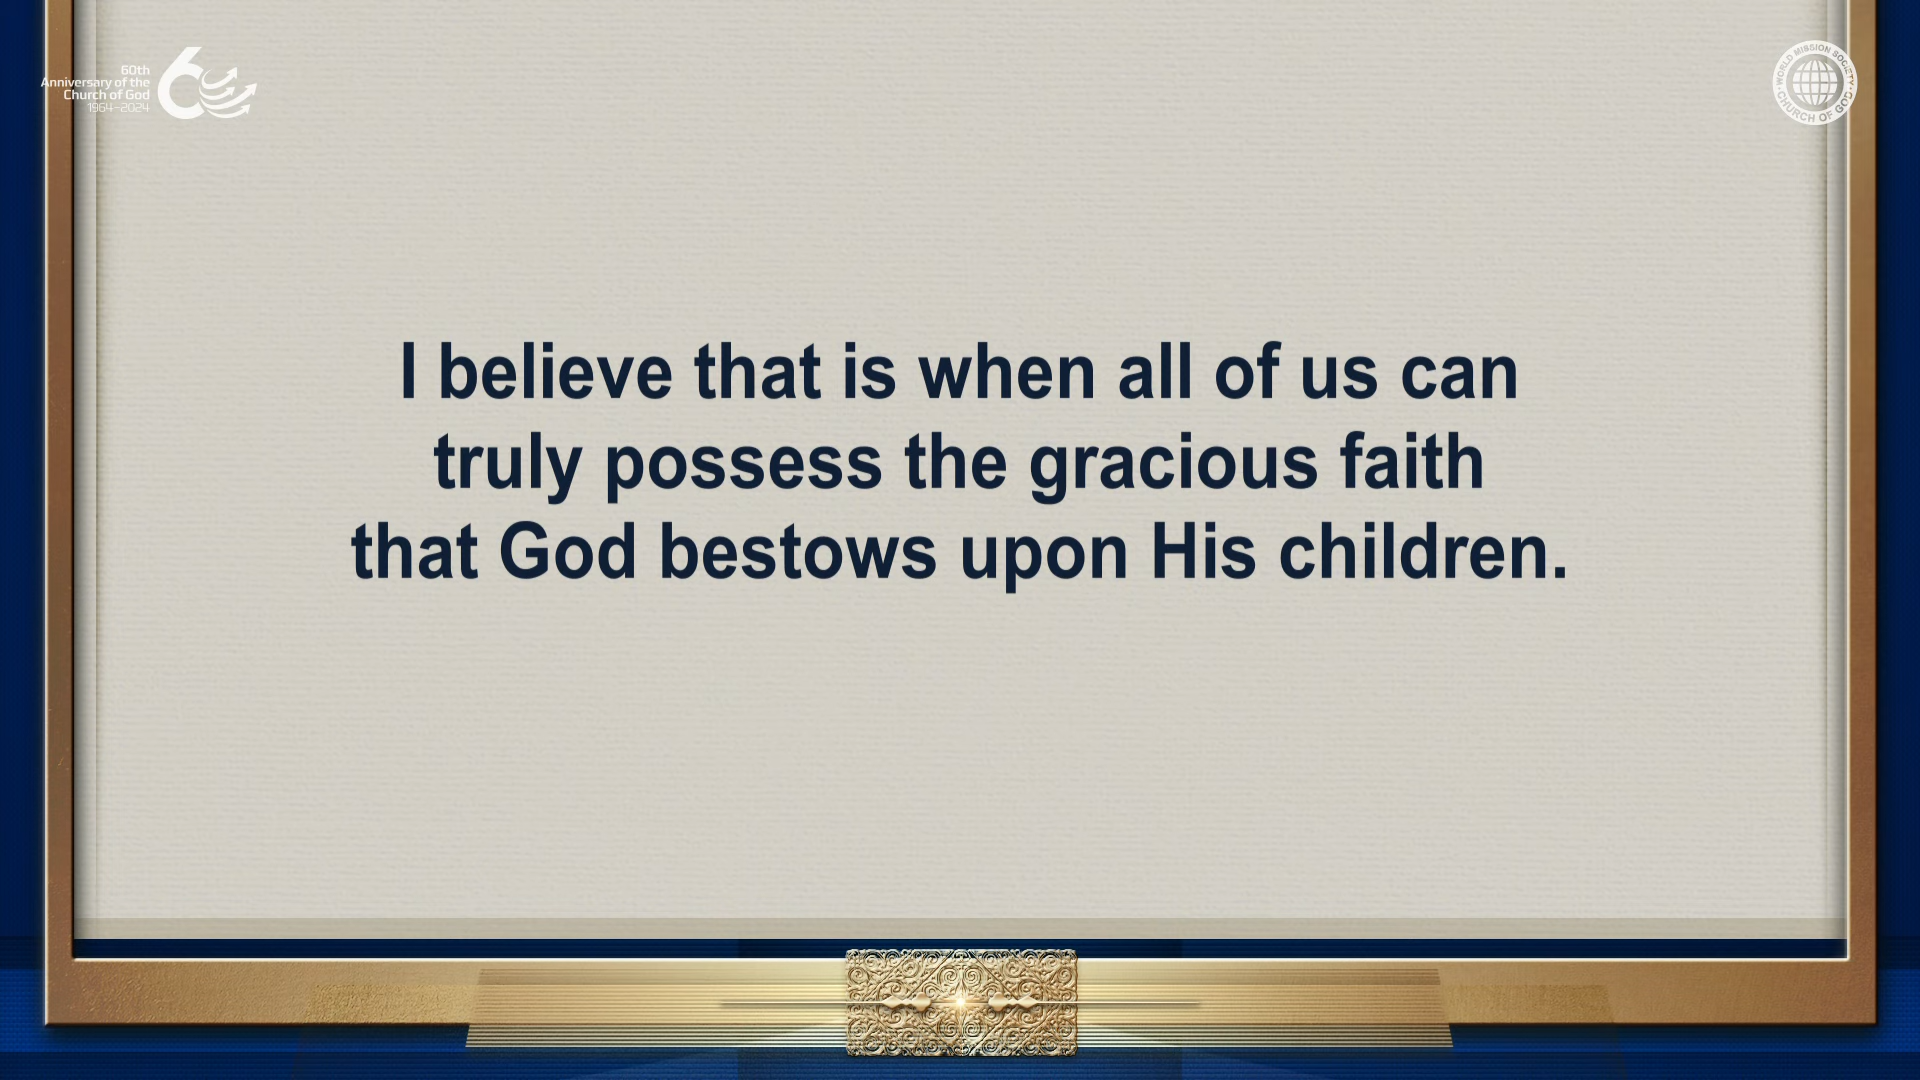 60th
Anniversary of the
Church of God
1964–2024
WORLD MISSION SOCIETY
CHURCH OF GOD
I believe that is when all of us can
truly possess the gracious faith
that God bestows upon His children.